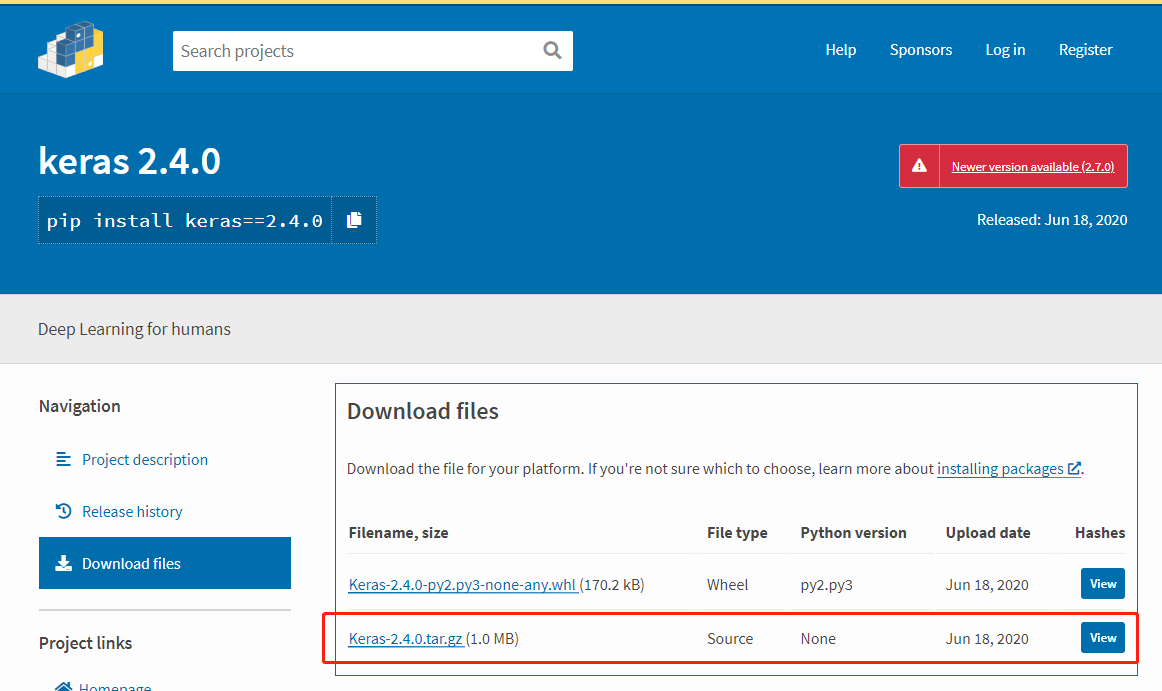 Search projects
Help Sponsors Log in Register
keras 2.4.0
Newer version available (2.7.0)
pip install keras==2.4.0
Released: Jun 18, 2020
Deep Learning for humans
Navigation
Project description
Release history
Download files
Project links
Homepage
Download files
Download the file for your platform. If you're not sure which to choose, learn more about installing packages.
Filename, size File type Python version Upload date Hashes
Keras-2.4.0-py2.py3-none-any.whl (170.2 kB) Wheel py2.py3 Jun 18, 2020 View
Keras-2.4.0.tar.gz (1.0 MB) Source None Jun 18, 2020 View